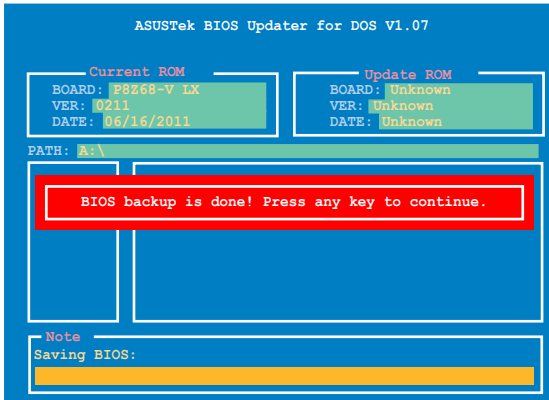 ASUSTek BIOS Updater for DOS V1.07
Current ROM
BOARD: P8Z68-V LX
VER: 0211
DATE: 06/16/2011
Update ROM
BOARD: Unknown
VER: Unknown
DATE: Unknown
PATH: A:\
BIOS backup is done! Press any key to continue.
Note
Saving BIOS: